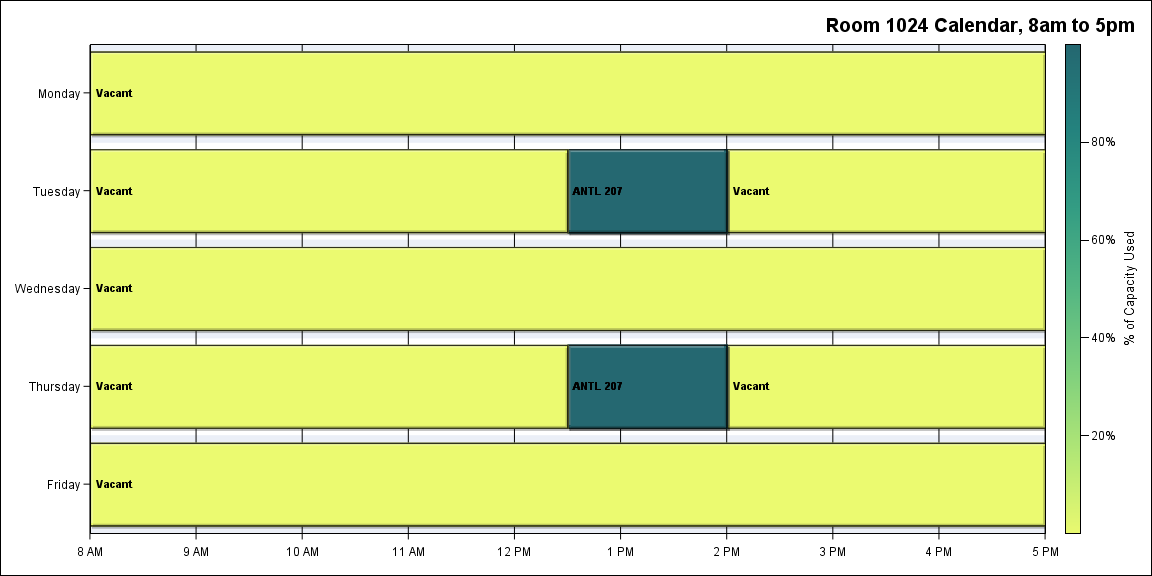 Room 1024 Calendar, 8am to 5pm
Monday
Vacant
Tuesday
Vacant
ANTL 207
Vacant
Wednesday
Vacant
Thursday
Vacant
ANTL 207
Vacant
Friday
Vacant
8 AM
9 AM
10 AM
11 AM
12 PM
1 PM
2 PM
3 PM
4 PM
5 PM
80%
60%
40%
20%
% of Capacity Used